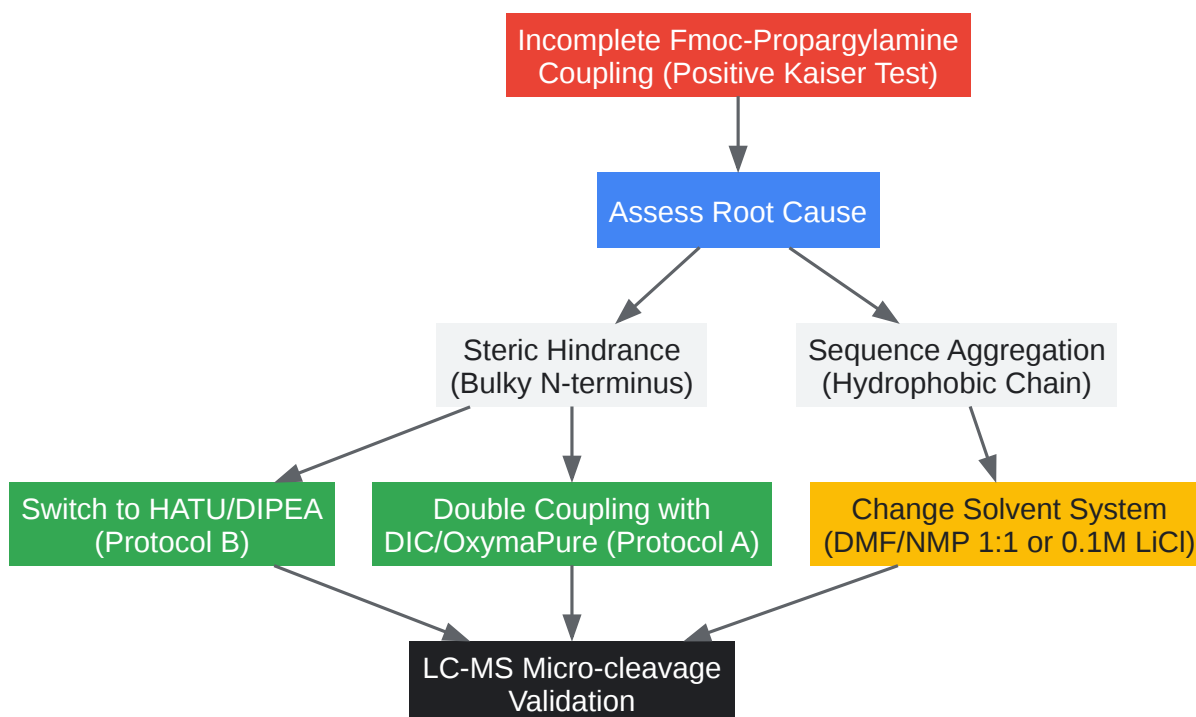 Incomplete Fmoc-Propargylamine
Coupling (Positive Kaiser Test)
Assess Root Cause
Steric Hindrance
(Bulky N-terminus)
Sequence Aggregation
(Hydrophobic Chain)
Switch to HATU/DIPEA
(Protocol B)
Double Coupling with
DIC/OxymaPure (Protocol A)
Change Solvent System
(DMF/NMP 1:1 or 0.1M LiCl)
LC-MS Micro-cleavage
Validation